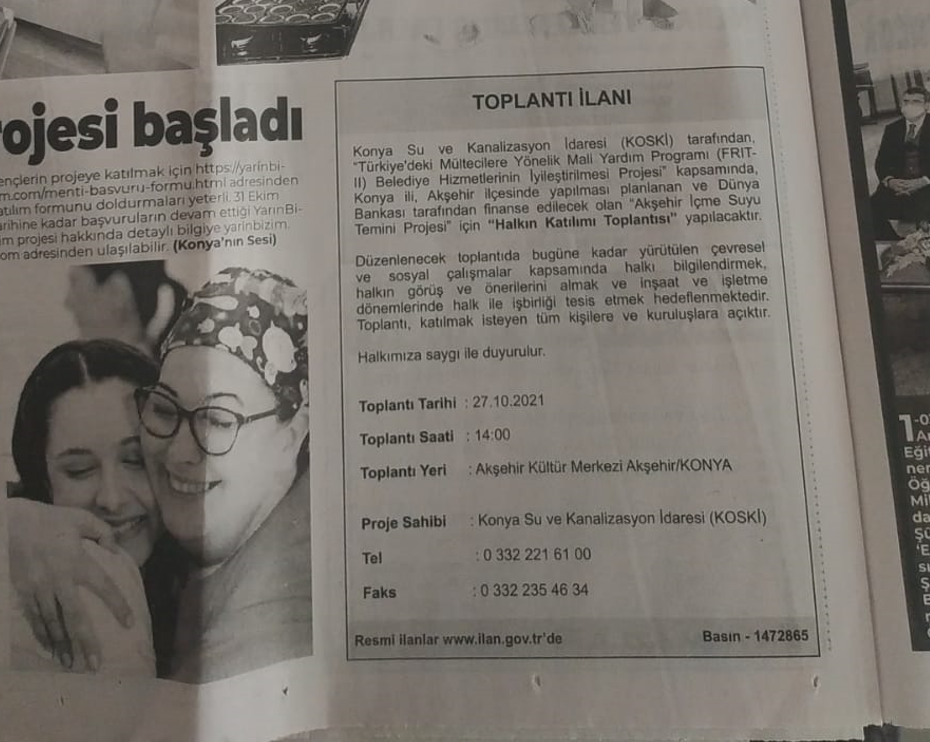 rojesi başladı
ençlerin projeye katılmak için https://yarinbi-
m.com/menti-basvuru-formu.html adresinden
atılım formunu doldurmaları yeterli. 31 Ekim
arihine kadar başvuruların devam ettiği YarınBi-
im projesi hakkında detaylı bilgiye yarinbizim.
om adresinden ulaşılabilir. (Konya'nın Sesi)
TOPLANTI İLANI
Konya Su ve Kanalizasyon İdaresi (KOSKİ) tarafından,
"Türkiye'deki Mültecilere Yönelik Mali Yardım Programı (FRIT-
II) Belediye Hizmetlerinin İyileştirilmesi Projesi" kapsamında,
Konya ili, Akşehir ilçesinde yapılması planlanan ve Dünya
Bankası tarafından finanse edilecek olan "Akşehir İçme Suyu
Temini Projesi" için "Halkın Katılımı Toplantısı" yapılacaktır.
Düzenlenecek toplantıda bugüne kadar yürütülen çevresel
ve sosyal çalışmalar kapsamında halkı bilgilendirmek,
halkın görüş ve önerilerini almak ve inşaat ve işletme
dönemlerinde halk ile işbirliği tesis etmek hedeflenmektedir.
Toplantı, katılmak isteyen tüm kişilere ve kuruluşlara açıktır.
Halkımıza saygı ile duyurulur.
Toplantı Tarihi : 27.10.2021
Toplantı Saati : 14:00
Toplantı Yeri : Akşehir Kültür Merkezi Akşehir/KONYA
Proje Sahibi : Konya Su ve Kanalizasyon İdaresi (KOSKİ)
Tel : 0 332 221 61 00
Faks : 0 332 235 46 34
Resmi ilanlar www.ilan.gov.tr'de Basın - 1472865
Eğit
ner
Öğ
Mil
da